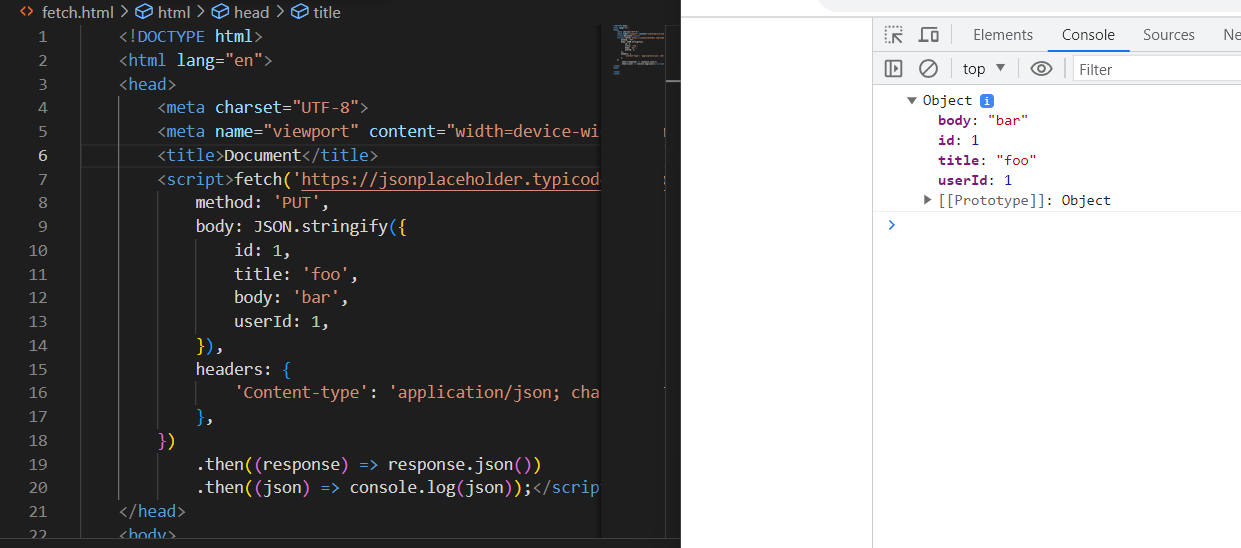 fetch.html > html > head > title
1 <!DOCTYPE html>
2 <html lang="en">
3 <head>
4 <meta charset="UTF-8">
5 <meta name="viewport" content="width=device-wi
6 <title>Document</title>
7 <script>fetch('https://jsonplaceholder.typicod
8 method: 'PUT',
9 body: JSON.stringify({
10 id: 1,
11 title: 'foo',
12 body: 'bar',
13 userId: 1,
14 }),
15 headers: {
16 'Content-type': 'application/json; cha
17 },
18 })
19 .then((response) => response.json())
20 .then((json) => console.log(json));</scrip
21 </head>
22 <body>
Elements Console Sources Ne
top ▼ Filter
▼ Object i
body: "bar"
id: 1
title: "foo"
userId: 1
▶ [[Prototype]]: Object
>